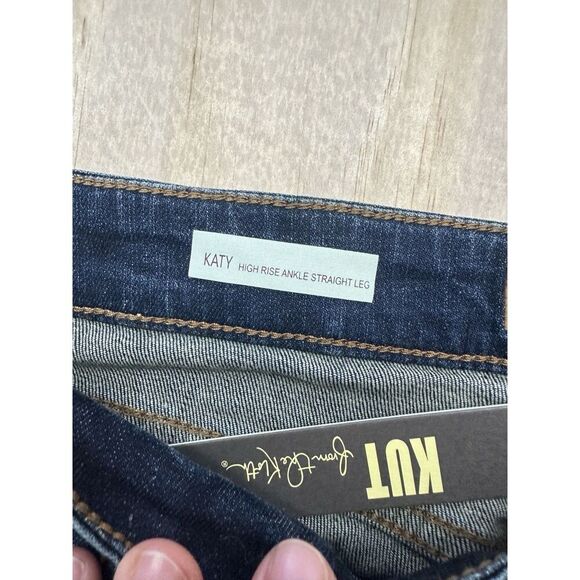 KATY HIGH RISE ANKLE STRAIGHT LEG
KUT from the Kloth®